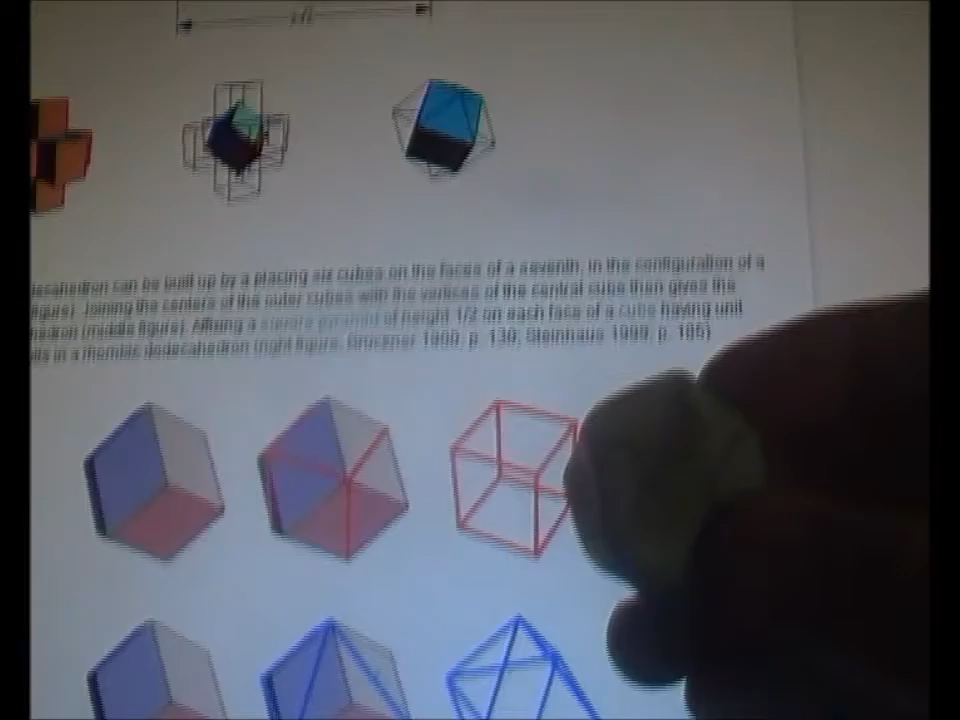 decahedron can be built up by a placing six cubes on the faces of a seventh, in the configuration of a
figure). Joining the centers of the outer cubes with the vertices of the central cube then gives the
(middle figure). Affixing a square pyramid of height 1/2 on each face of a cube having unit
in a rhombic dodecahedron (right figure; Brückner 1900, p. 130; Steinhaus 1999, p. 185).